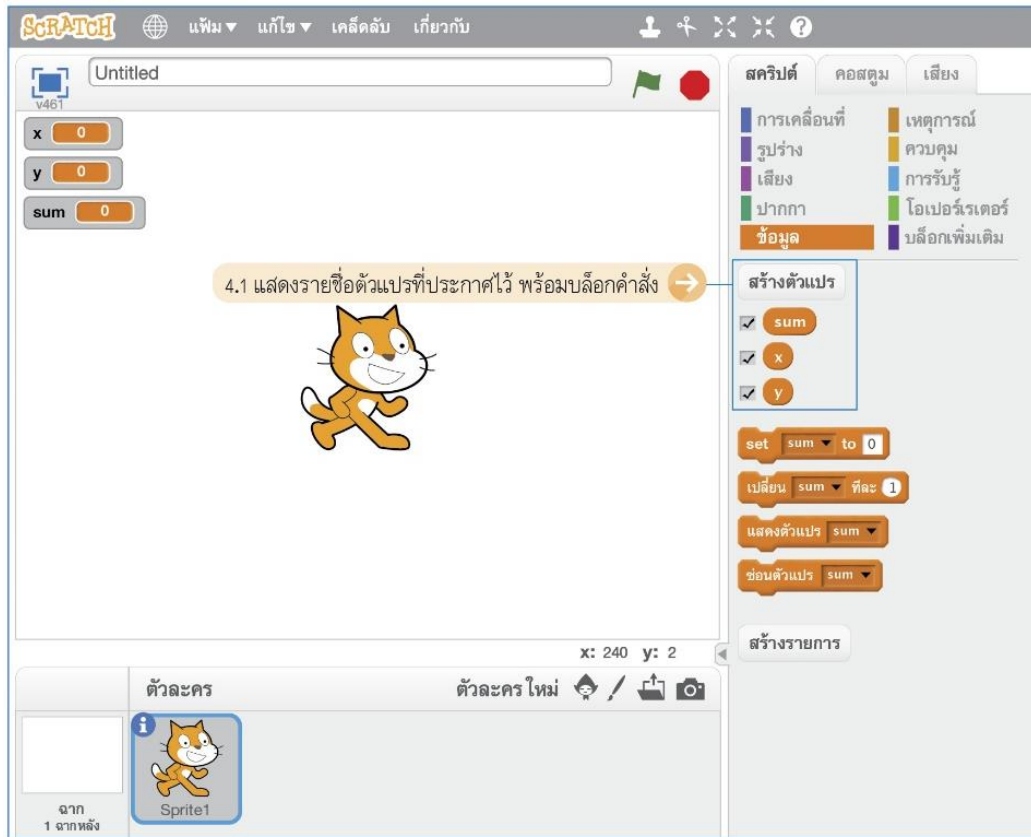 SCRATCH แฟ้ม แก้ไข เคล็ดลับ เกี่ยวกับ ?
Untitled
v461
x 0
y 0
sum 0
4.1 แสดงรายชื่อตัวแปรที่ประกาศไว้ พร้อมบล็อกคำสั่ง
x: 240 y: 2
ตัวละคร ตัวละครใหม่
i
Sprite1
ฉาก
1 ฉากหลัง
สคริปต์ คอสตูม เสียง
การเคลื่อนที่ เหตุการณ์
รูปร่าง ควบคุม
เสียง การรับรู้
ปากกา โอเปอร์เรเตอร์
ข้อมูล บล็อกเพิ่มเติม
สร้างตัวแปร
sum
x
y
set sum to 0
เปลี่ยน sum ทีละ 1
แสดงตัวแปร sum
ซ่อนตัวแปร sum
สร้างรายการ